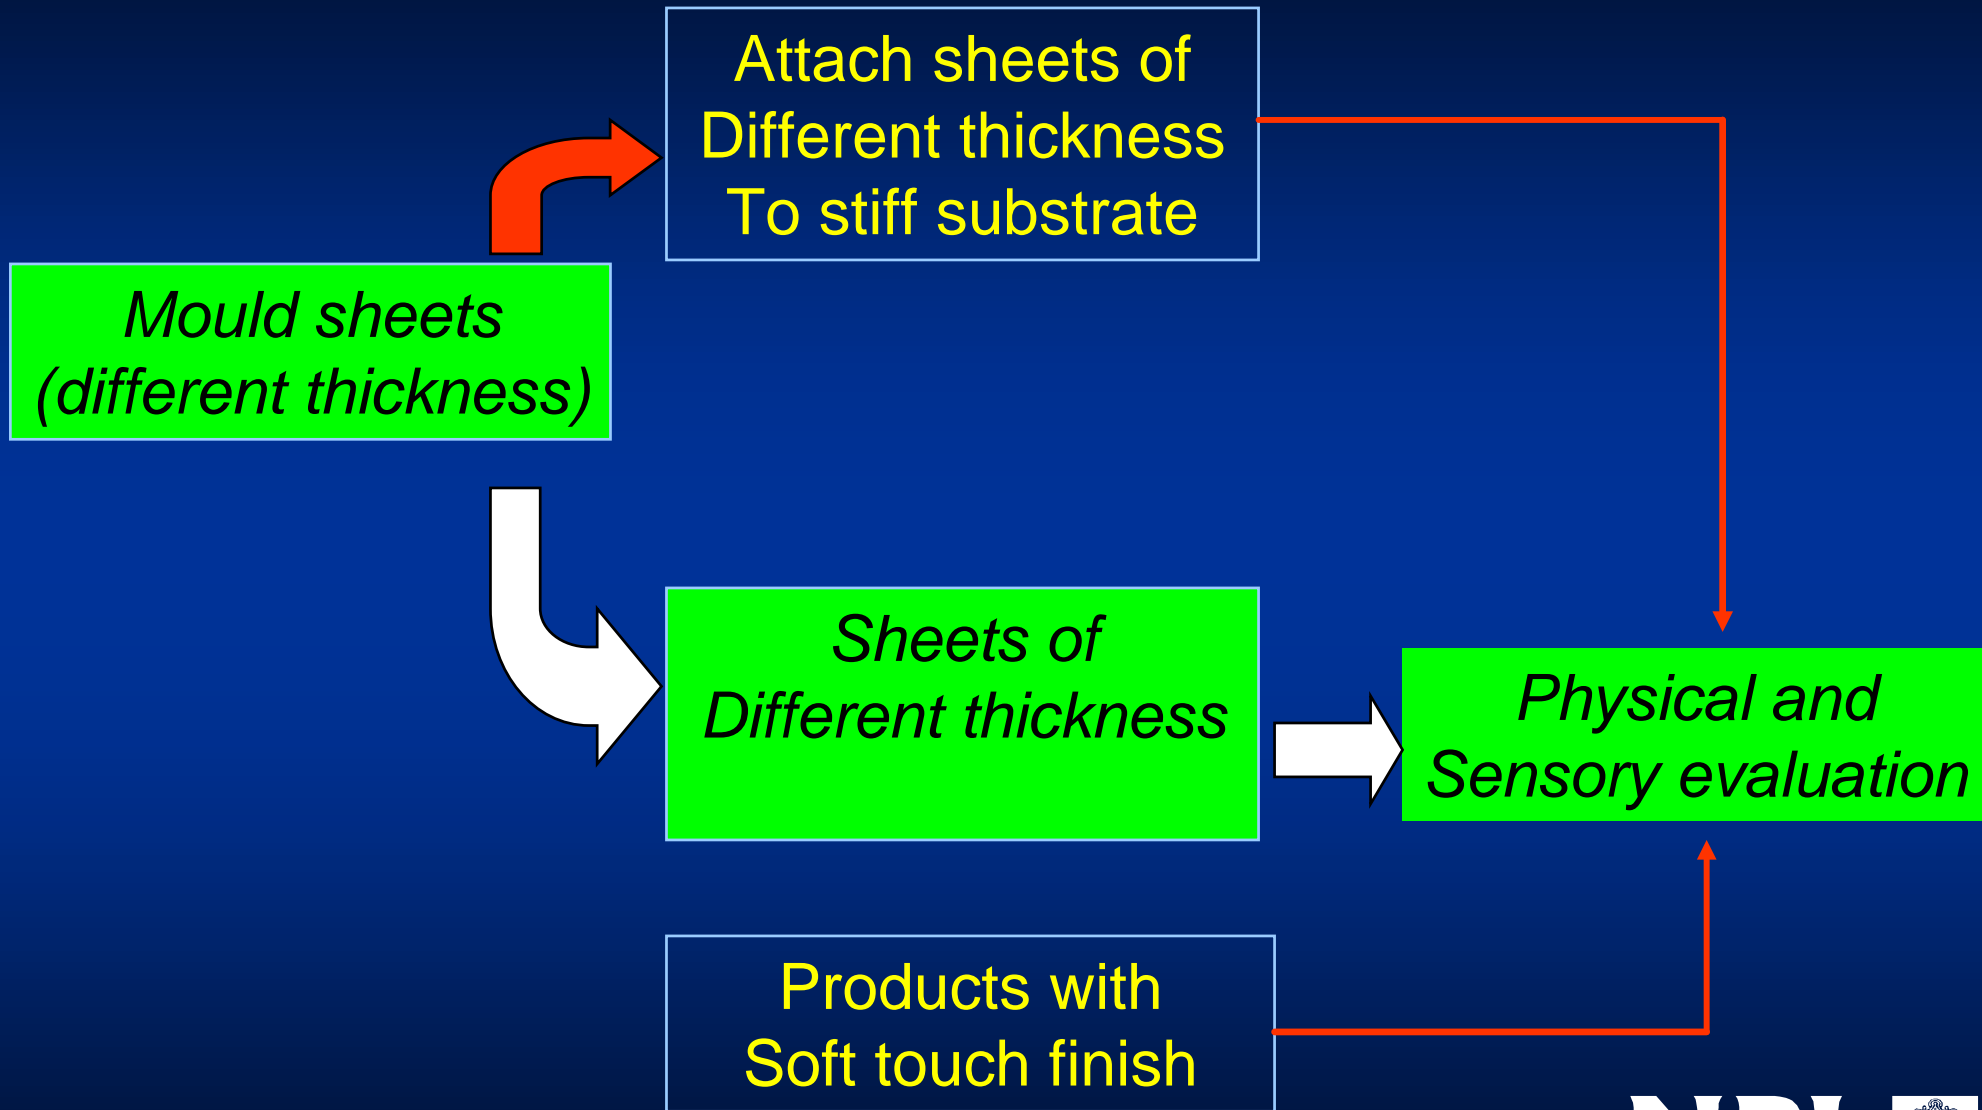 Attach sheets of
Different thickness
To stiff substrate
Mould sheets
(different thickness)
Sheets of
Different thickness
Physical and
Sensory evaluation
Products with
Soft touch finish